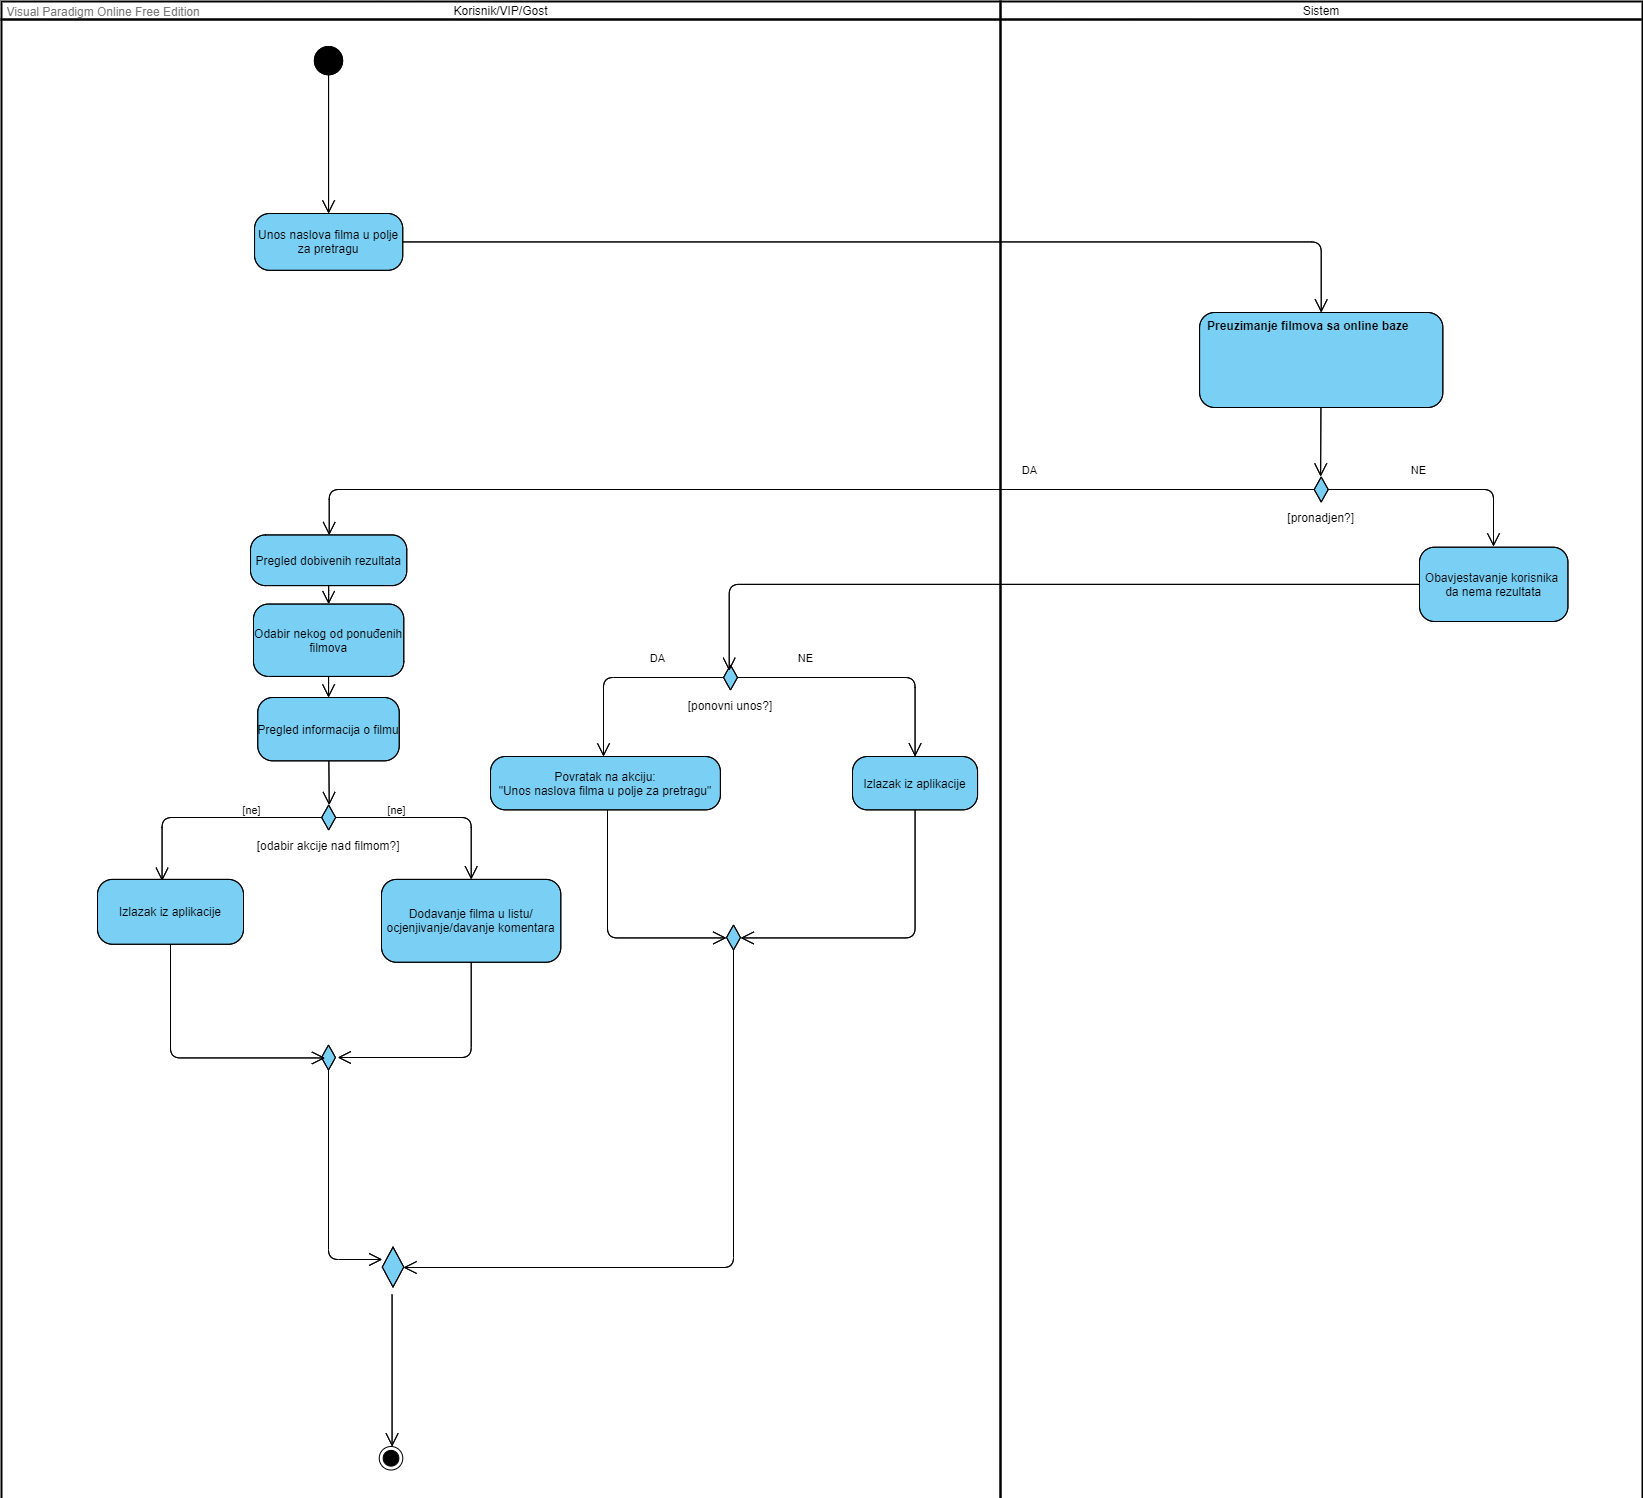 Visual Paradigm Online Free Edition
Korisnik/VIP/Gost
Sistem
Unos naslova filma u polje
za pretragu
Preuzimanje filmova sa online baze
DA
NE
[pronadjen?]
Pregled dobivenih rezultata
Obavjestavanje korisnika
da nema rezultata
Odabir nekog od ponuđenih
filmova
DA
NE
[ponovni unos?]
Pregled informacija o filmu
Povratak na akciju:
"Unos naslova filma u polje za pretragu"
Izlazak iz aplikacije
[ne]
[ne]
[odabir akcije nad filmom?]
Izlazak iz aplikacije
Dodavanje filma u listu/
ocjenjivanje/davanje komentara